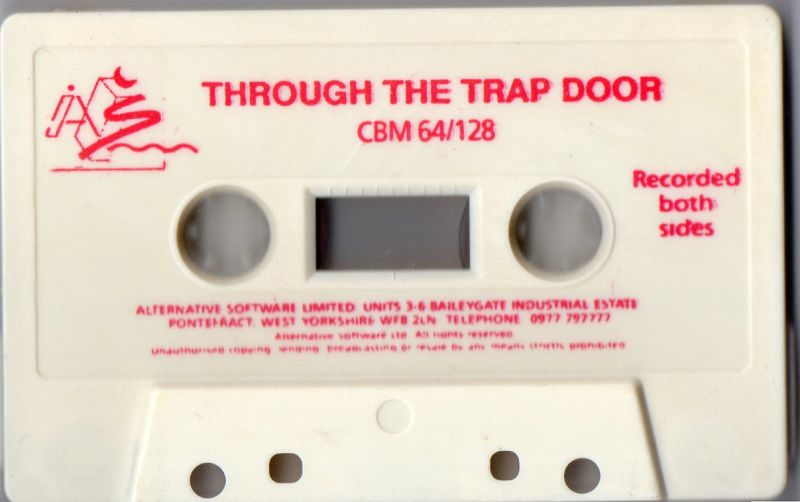 THROUGH THE TRAP DOOR
CBM 64/128
Recorded
both
sides
ALTERNATIVE SOFTWARE LIMITED. UNITS 3-6 BAILEYGATE INDUSTRIAL ESTATE
PONTEFRACT. WEST YORKSHIRE WF8 2LN. TELEPHONE 0977 797777
Alternative Software Ltd. All rights reserved
Unauthorised copying, lending, broadcasting or resale by any means strictly prohibited